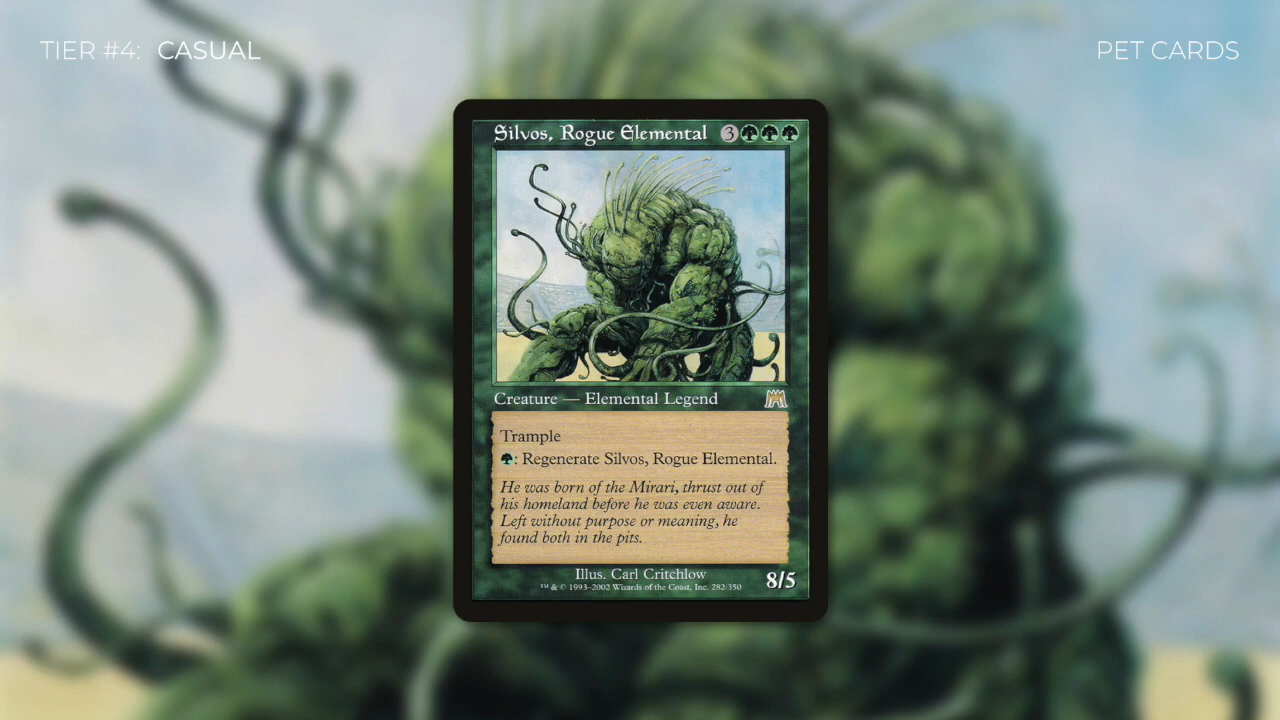 TIER #4: CASUAL
PET CARDS
Silvos, Rogue Elemental 3
Creature — Elemental Legend
Trample
: Regenerate Silvos, Rogue Elemental.
He was born of the Mirari, thrust out of
his homeland before he was even aware.
Left without purpose or meaning, he
found both in the pits.
Illus. Carl Critchlow
™ & © 1993–2002 Wizards of the Coast, Inc. 282/350
8/5